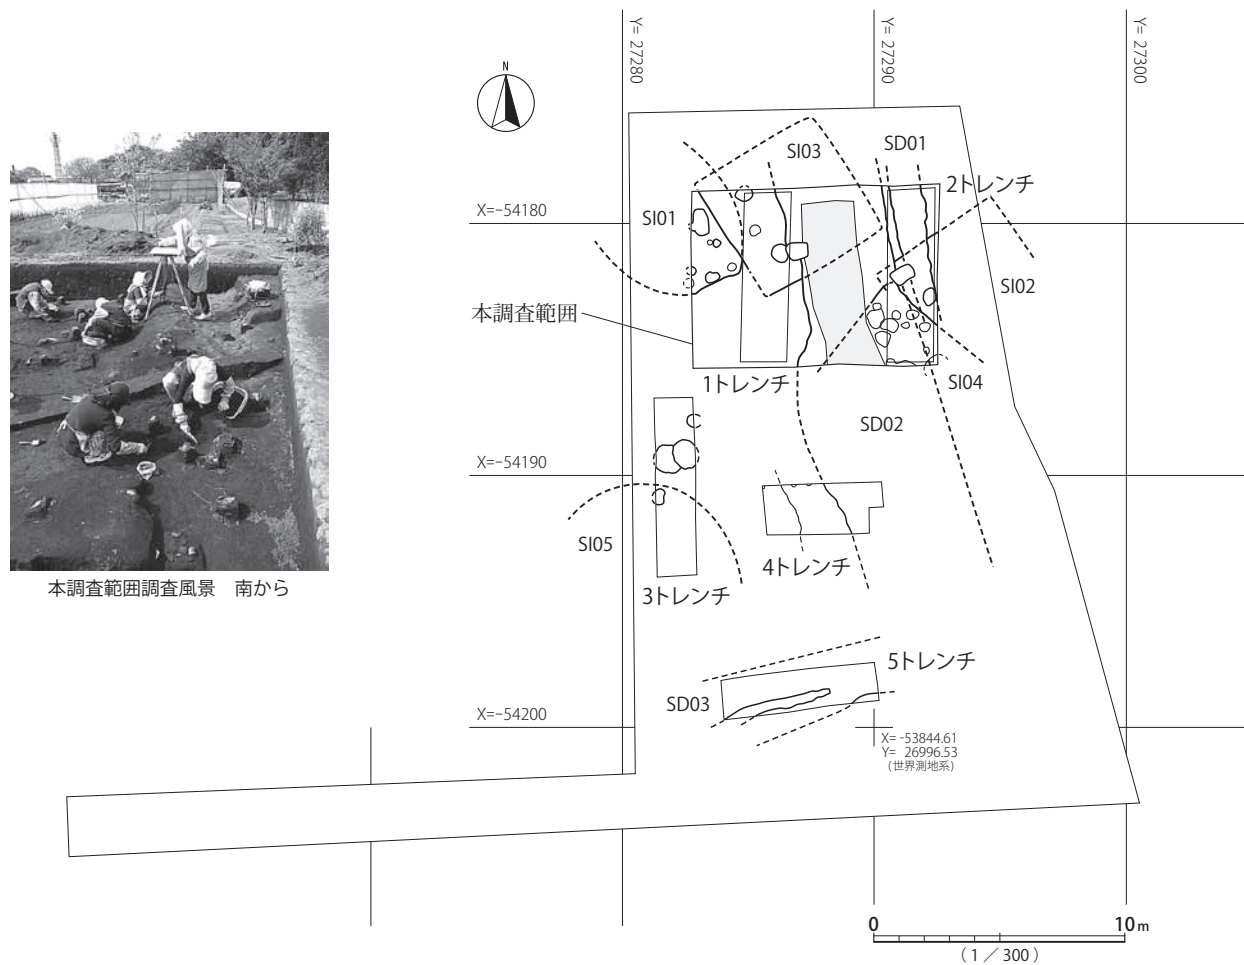 Y= 27280
Y= 27290
Y= 27300
N
SI03
SD01
2トレンチ
X=-54180
SI01
SI02
本調査範囲
1トレンチ
SI04
SD02
X=-54190
SI05
4トレンチ
3トレンチ
本調査範囲調査風景　南から
5トレンチ
SD03
X=-54200
X= -53844.61
Y= 26996.53
(世界測地系)
0 10m
（1／300）